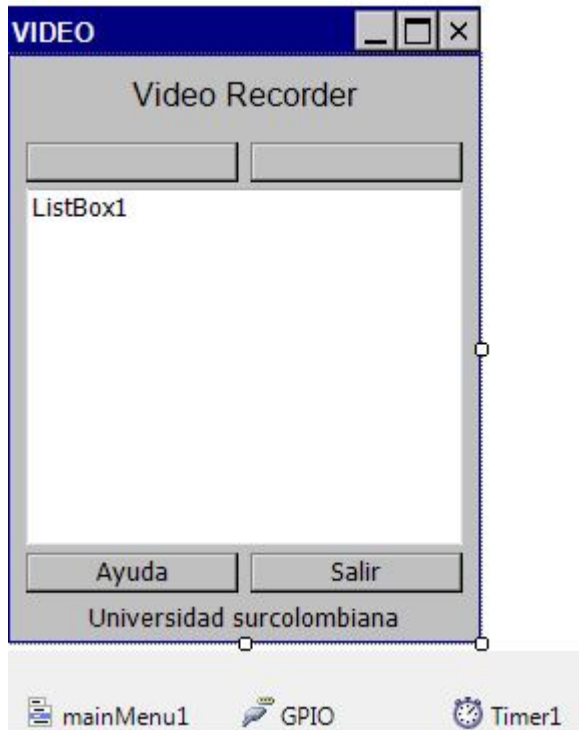 VIDEO
Video Recorder
ListBox1
Ayuda Salir
Universidad surcolombiana
mainMenu1 GPIO Timer1